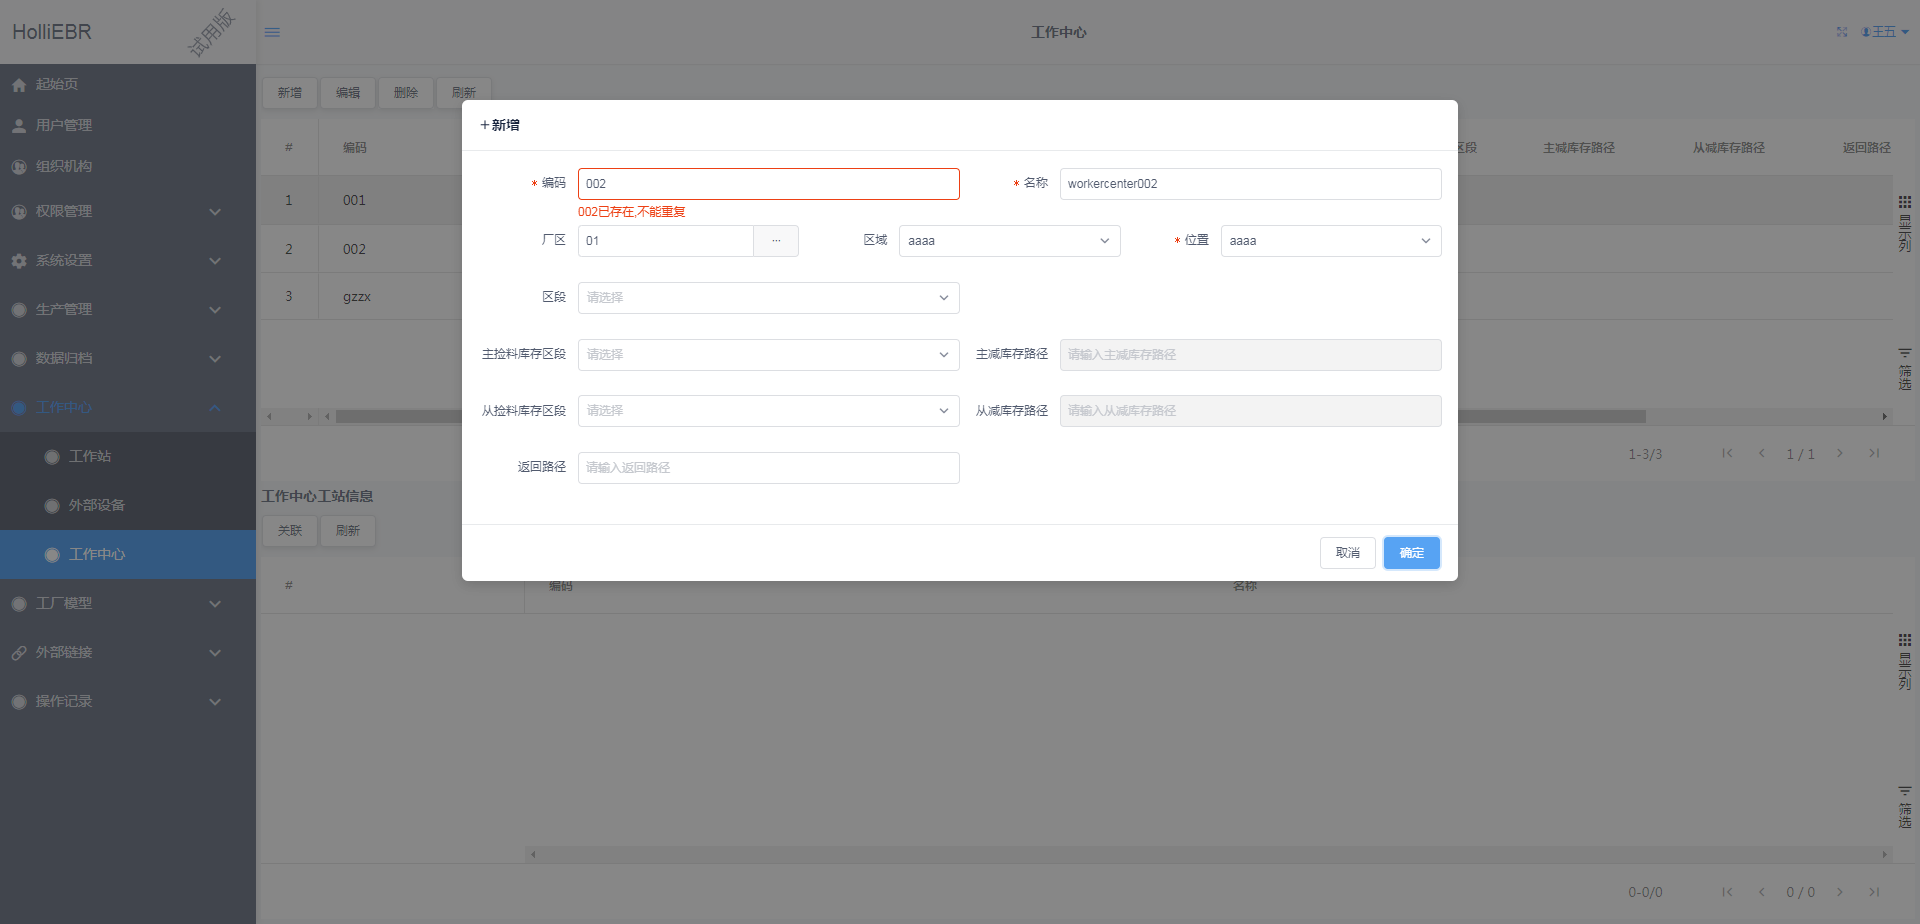 HolliEBR
试用版
工作中心
王五
起始页
用户管理
组织机构
权限管理
系统设置
生产管理
数据归档
工作中心
工作站
外部设备
工作中心
工厂模型
外部链接
操作记录
新增 编辑 删除 刷新
# 编码 区段 主减库存路径 从减库存路径 返回路径
1 001
2 002
3 gzzx
显示列
筛选
1-3/3 1 / 1
+新增
* 编码 002 * 名称 workercenter002
002已存在,不能重复
厂区 01 ... 区域 aaaa * 位置 aaaa
区段 请选择
主捡料库存区段 请选择 主减库存路径 请输入主减库存路径
从捡料库存区段 请选择 从减库存路径 请输入从减库存路径
返回路径 请输入返回路径
取消 确定
工作中心工站信息
关联 刷新
# 编码 名称
显示列
筛选
0-0/0 0 / 0